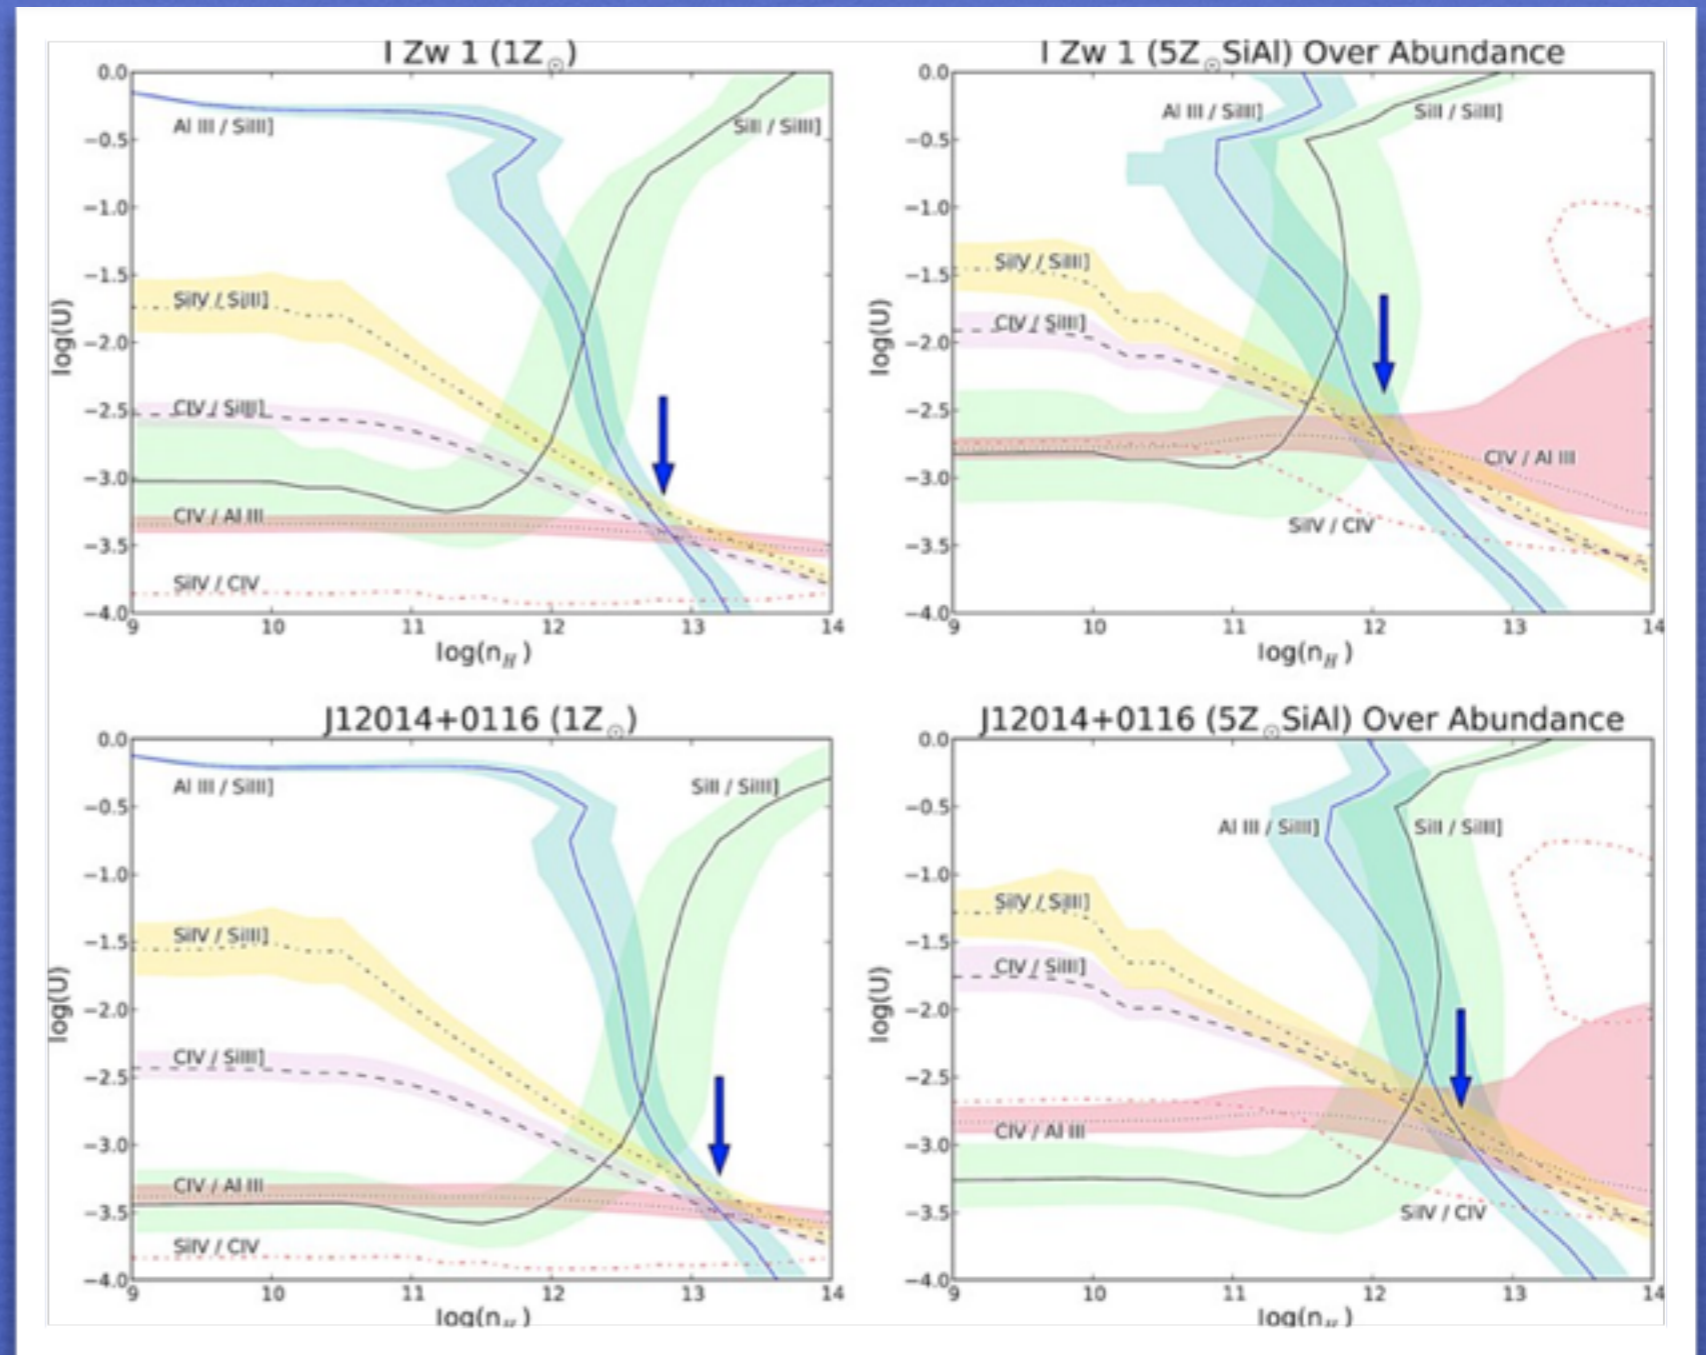 I Zw 1 (1Z☉)
0.0
−0.5
−1.0
−1.5
−2.0
−2.5
−3.0
−3.5
−4.0
log(U)
Al III / SiIII]
SiII / SiIII]
SiIV / SiIII]
CIV / SiIII]
CIV / Al III
SiIV / CIV
9 10 11 12 13 14
log(n_H)
I Zw 1 (5Z☉SiAl) Over Abundance
0.0
−0.5
−1.0
−1.5
−2.0
−2.5
−3.0
−3.5
−4.0
log(U)
Al III / SiIII]
SiII / SiIII]
SiIV / SiIII]
CIV / SiIII]
CIV / Al III
SiIV / CIV
9 10 11 12 13 14
log(n_H)
J12014+0116 (1Z☉)
0.0
−0.5
−1.0
−1.5
−2.0
−2.5
−3.0
−3.5
−4.0
log(U)
Al III / SiIII]
SiII / SiIII]
SiIV / SiIII]
CIV / SiIII]
CIV / Al III
SiIV / CIV
9 10 11 12 13 14
log(n_H)
J12014+0116 (5Z☉SiAl) Over Abundance
0.0
−0.5
−1.0
−1.5
−2.0
−2.5
−3.0
−3.5
−4.0
log(U)
Al III / SiIII]
SiII / SiIII]
SiIV / SiIII]
CIV / SiIII]
CIV / Al III
SiIV / CIV
9 10 11 12 13 14
log(n_H)